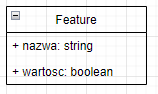 Feature
+ nazwa: string
+ wartosc: boolean